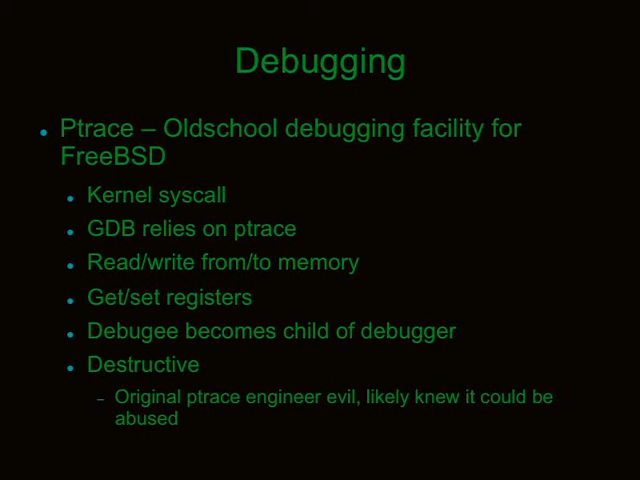 Debugging
Ptrace – Oldschool debugging facility for
FreeBSD
Kernel syscall
GDB relies on ptrace
Read/write from/to memory
Get/set registers
Debugee becomes child of debugger
Destructive
– Original ptrace engineer evil, likely knew it could be
abused